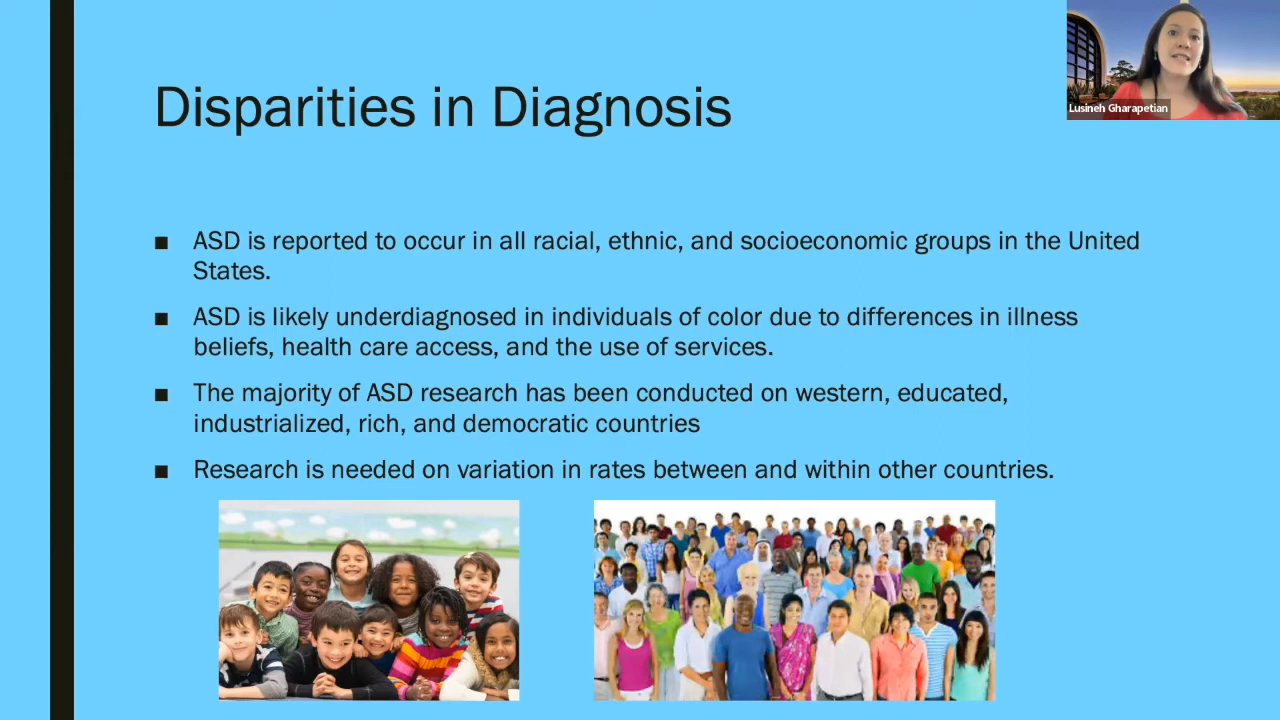 Disparities in Diagnosis
Lusineh Gharapetian
■ ASD is reported to occur in all racial, ethnic, and socioeconomic groups in the United
States.
■ ASD is likely underdiagnosed in individuals of color due to differences in illness
beliefs, health care access, and the use of services.
■ The majority of ASD research has been conducted on western, educated,
industrialized, rich, and democratic countries
■ Research is needed on variation in rates between and within other countries.